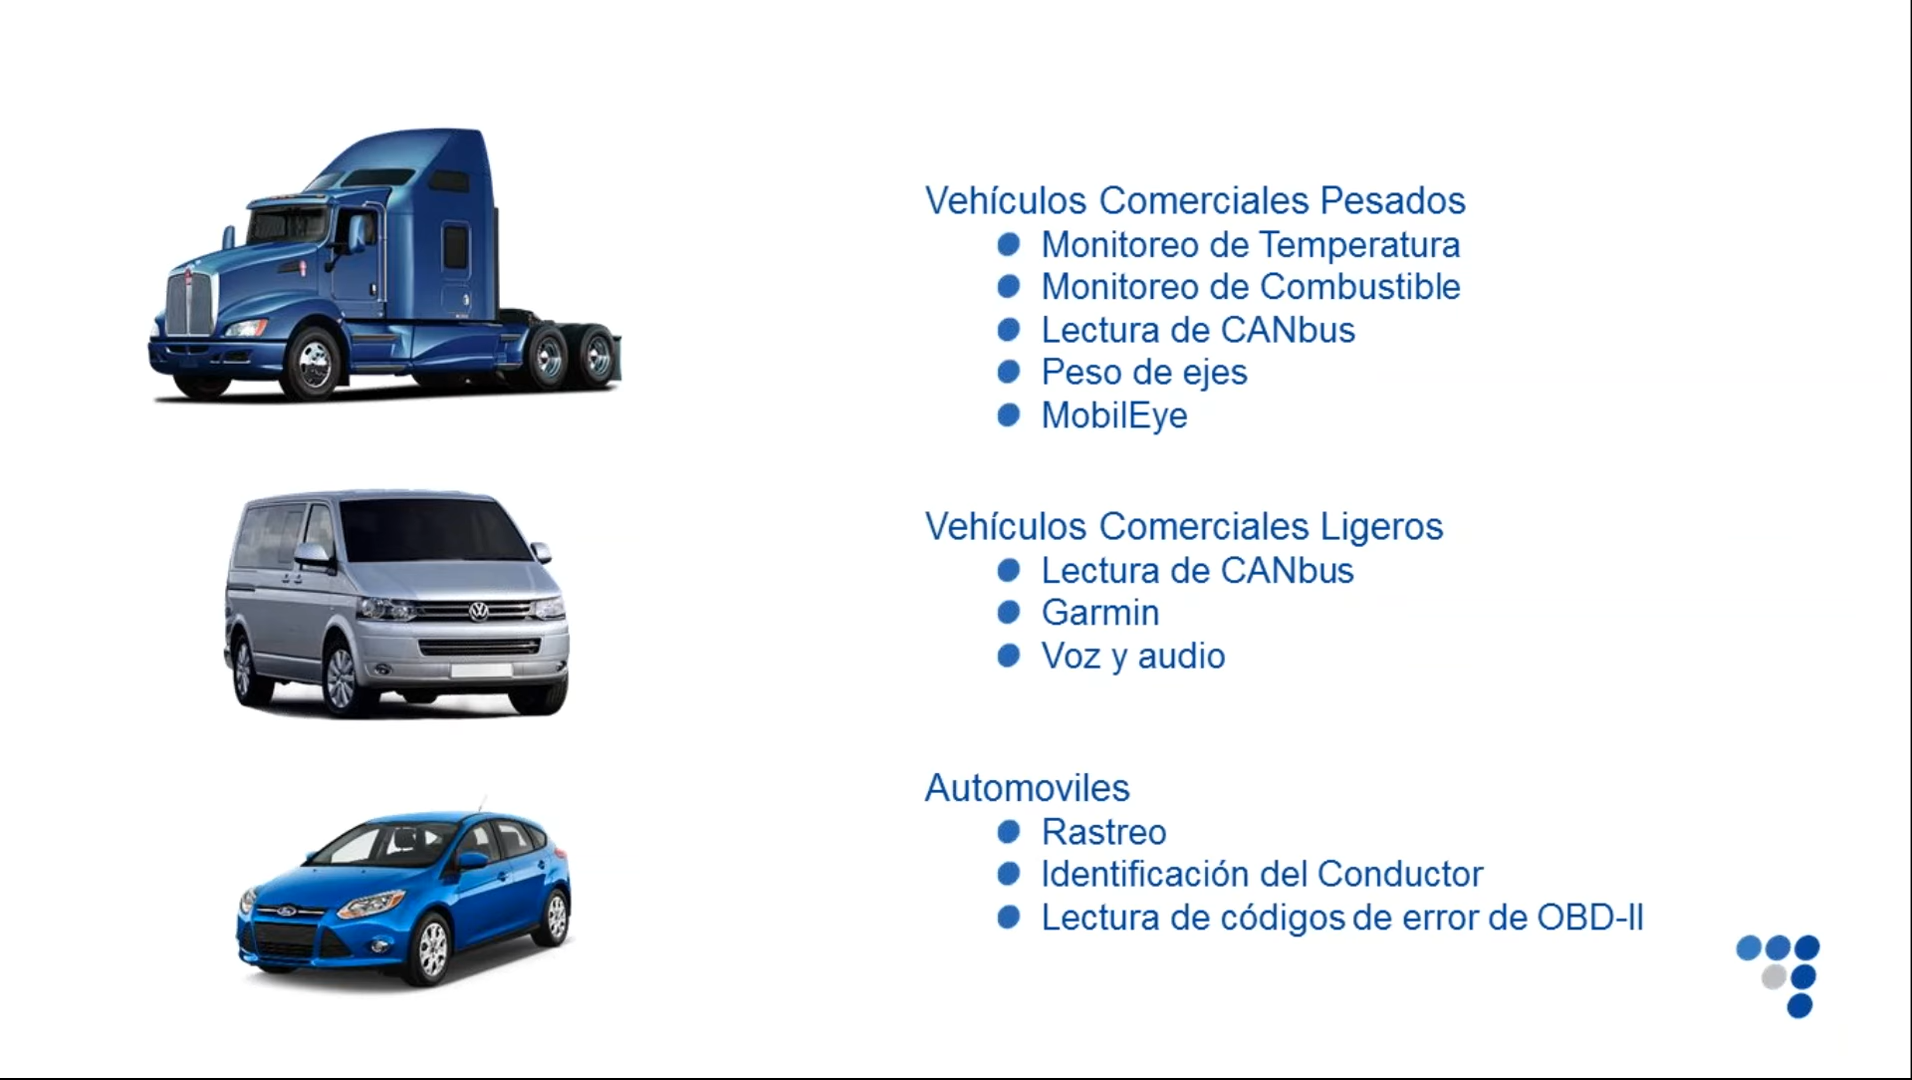 Vehículos Comerciales Pesados
Monitoreo de Temperatura
Monitoreo de Combustible
Lectura de CANbus
Peso de ejes
MobilEye
Vehículos Comerciales Ligeros
Lectura de CANbus
Garmin
Voz y audio
Automoviles
Rastreo
Identificación del Conductor
Lectura de códigos de error de OBD-II